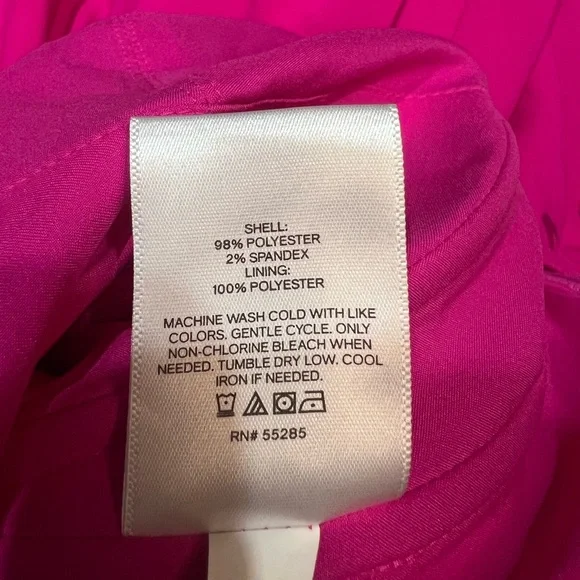 SHELL:
98% POLYESTER
2% SPANDEX
LINING:
100% POLYESTER
MACHINE WASH COLD WITH LIKE
COLORS. GENTLE CYCLE. ONLY
NON-CHLORINE BLEACH WHEN
NEEDED. TUMBLE DRY LOW. COOL
IRON IF NEEDED.
RN# 55285